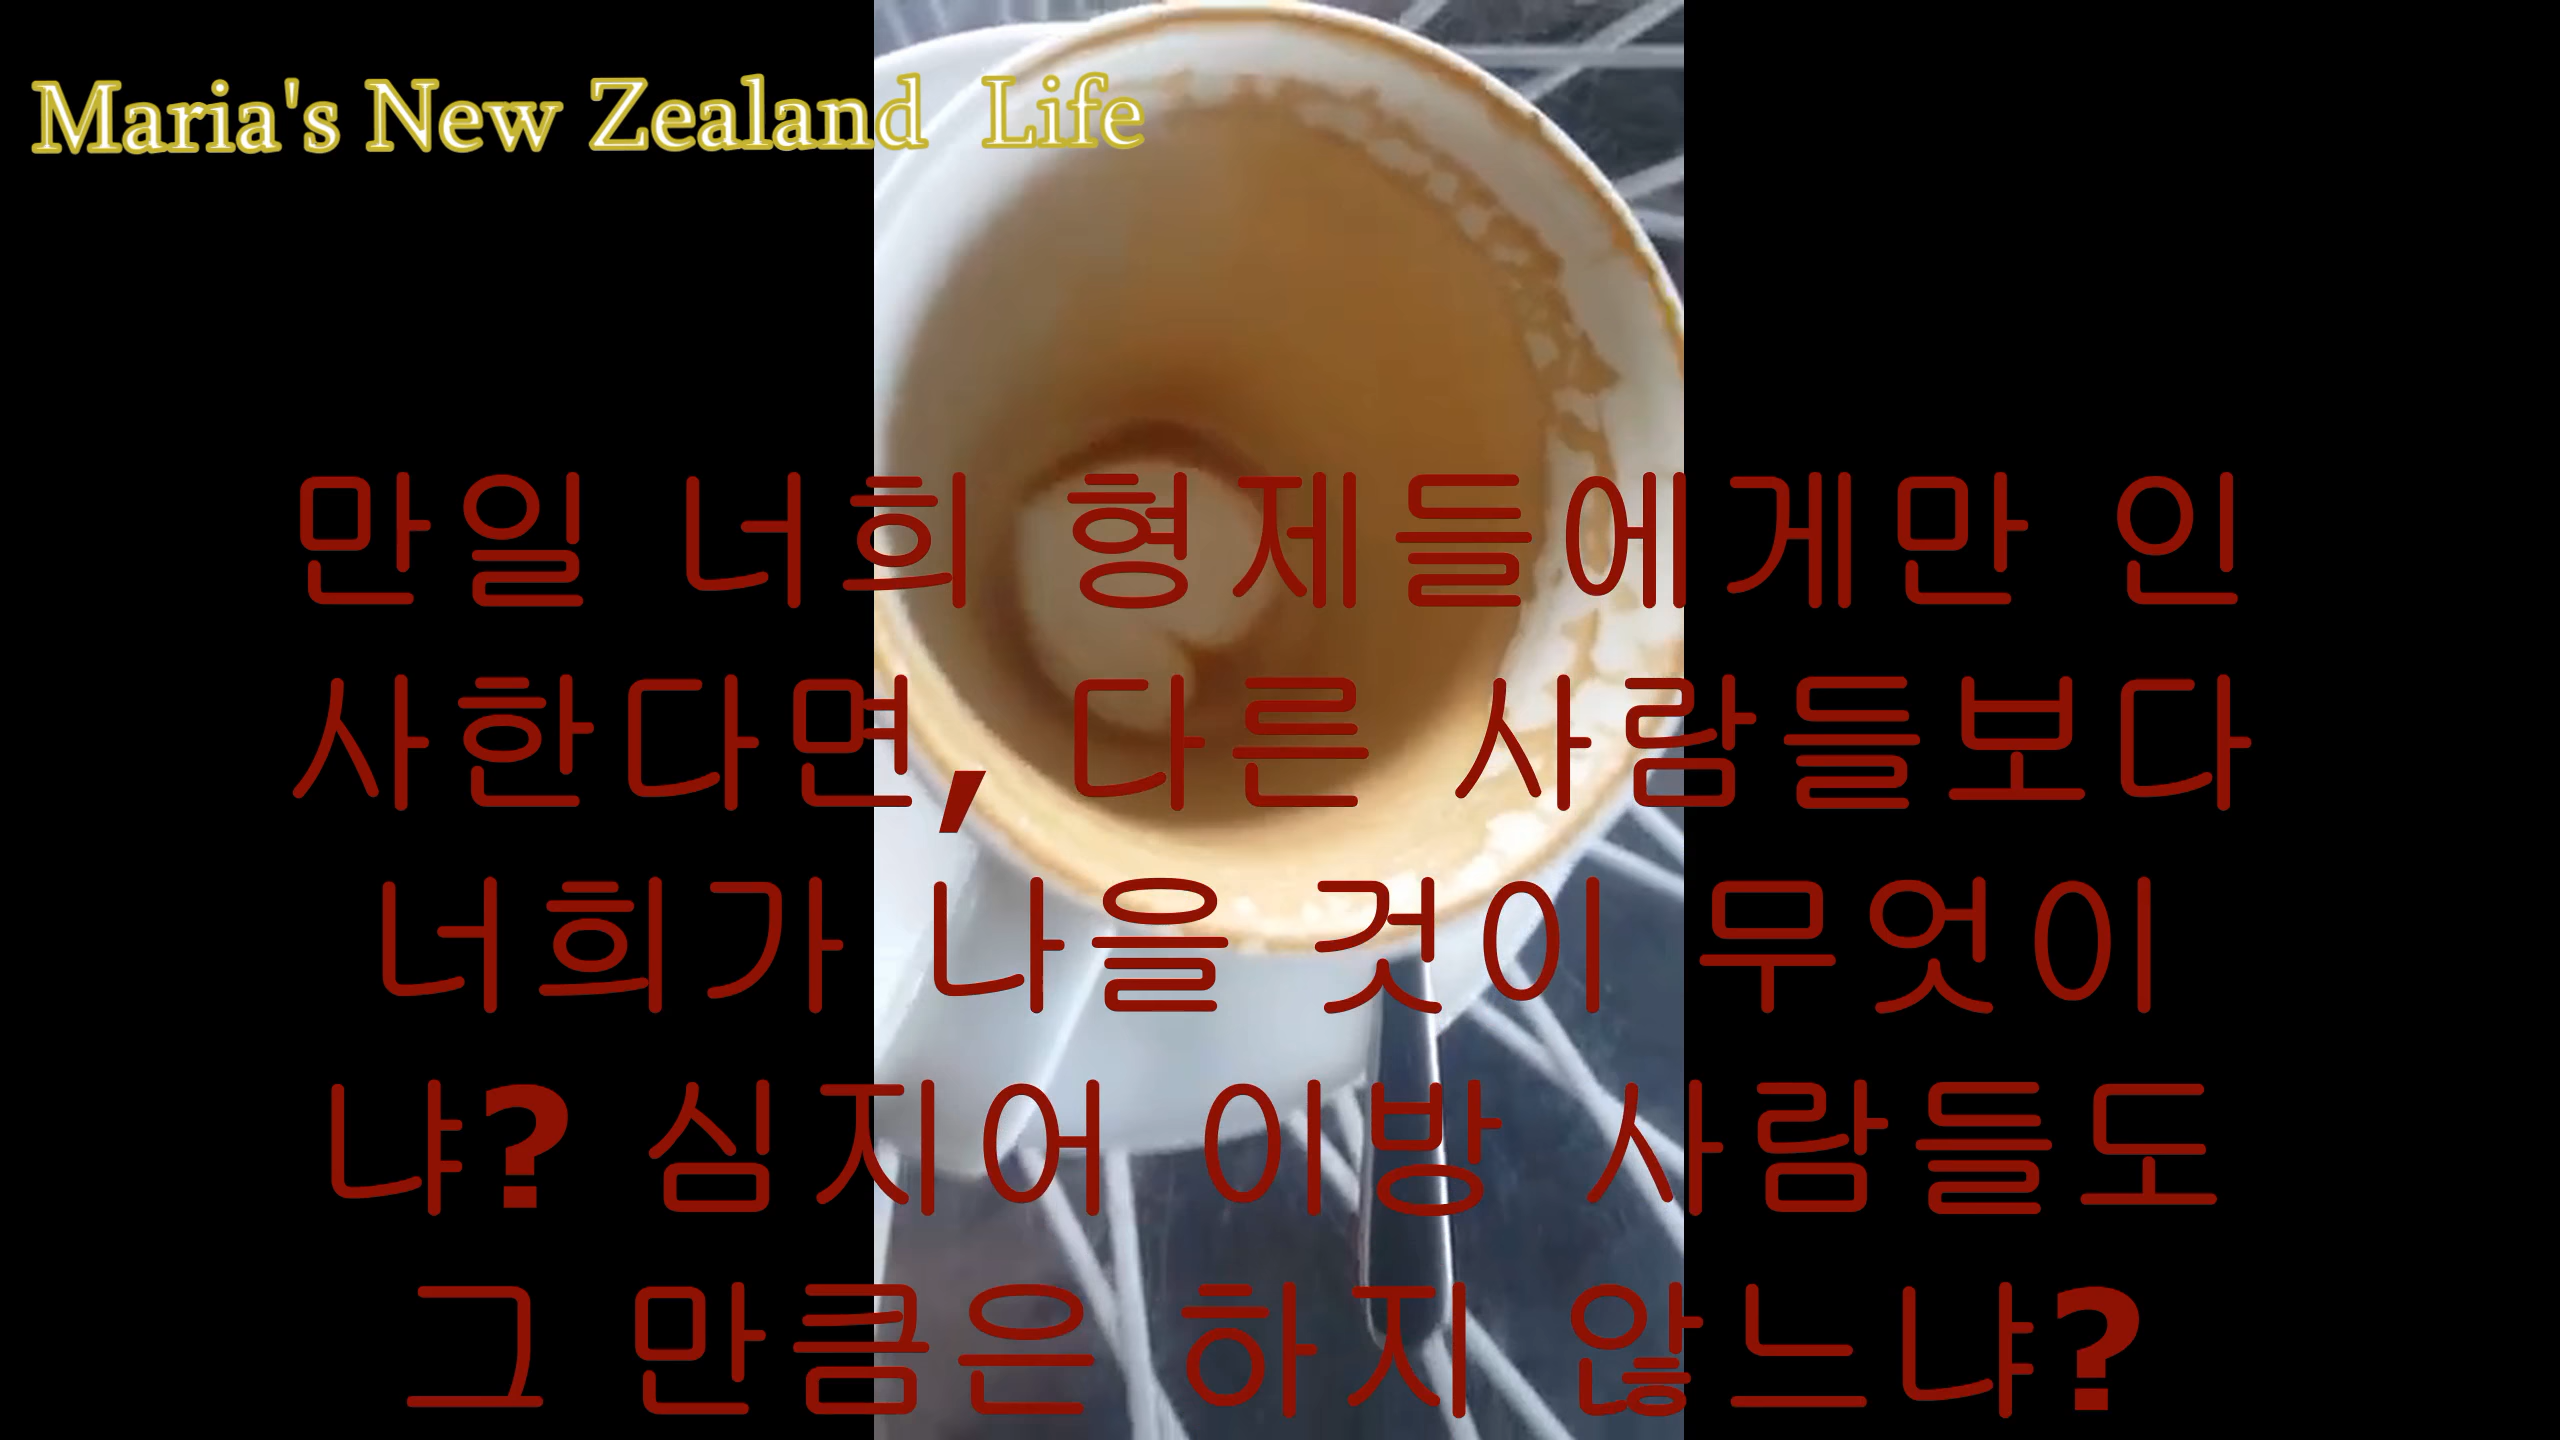 Maria's New Zealand Life
만일 너희 형제들에게만 인
사한다면, 다른 사람들보다
너희가 나을 것이 무엇이
냐? 심지어 이방 사람들도
그 만큼은 하지 않느냐?